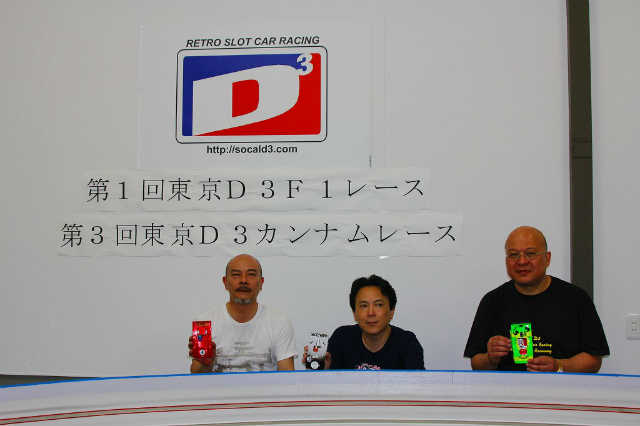 RETRO SLOT CAR RACING
D3
http://socald3.com
第１回東京Ｄ３Ｆ１レース
第３回東京Ｄ３カンナムレース